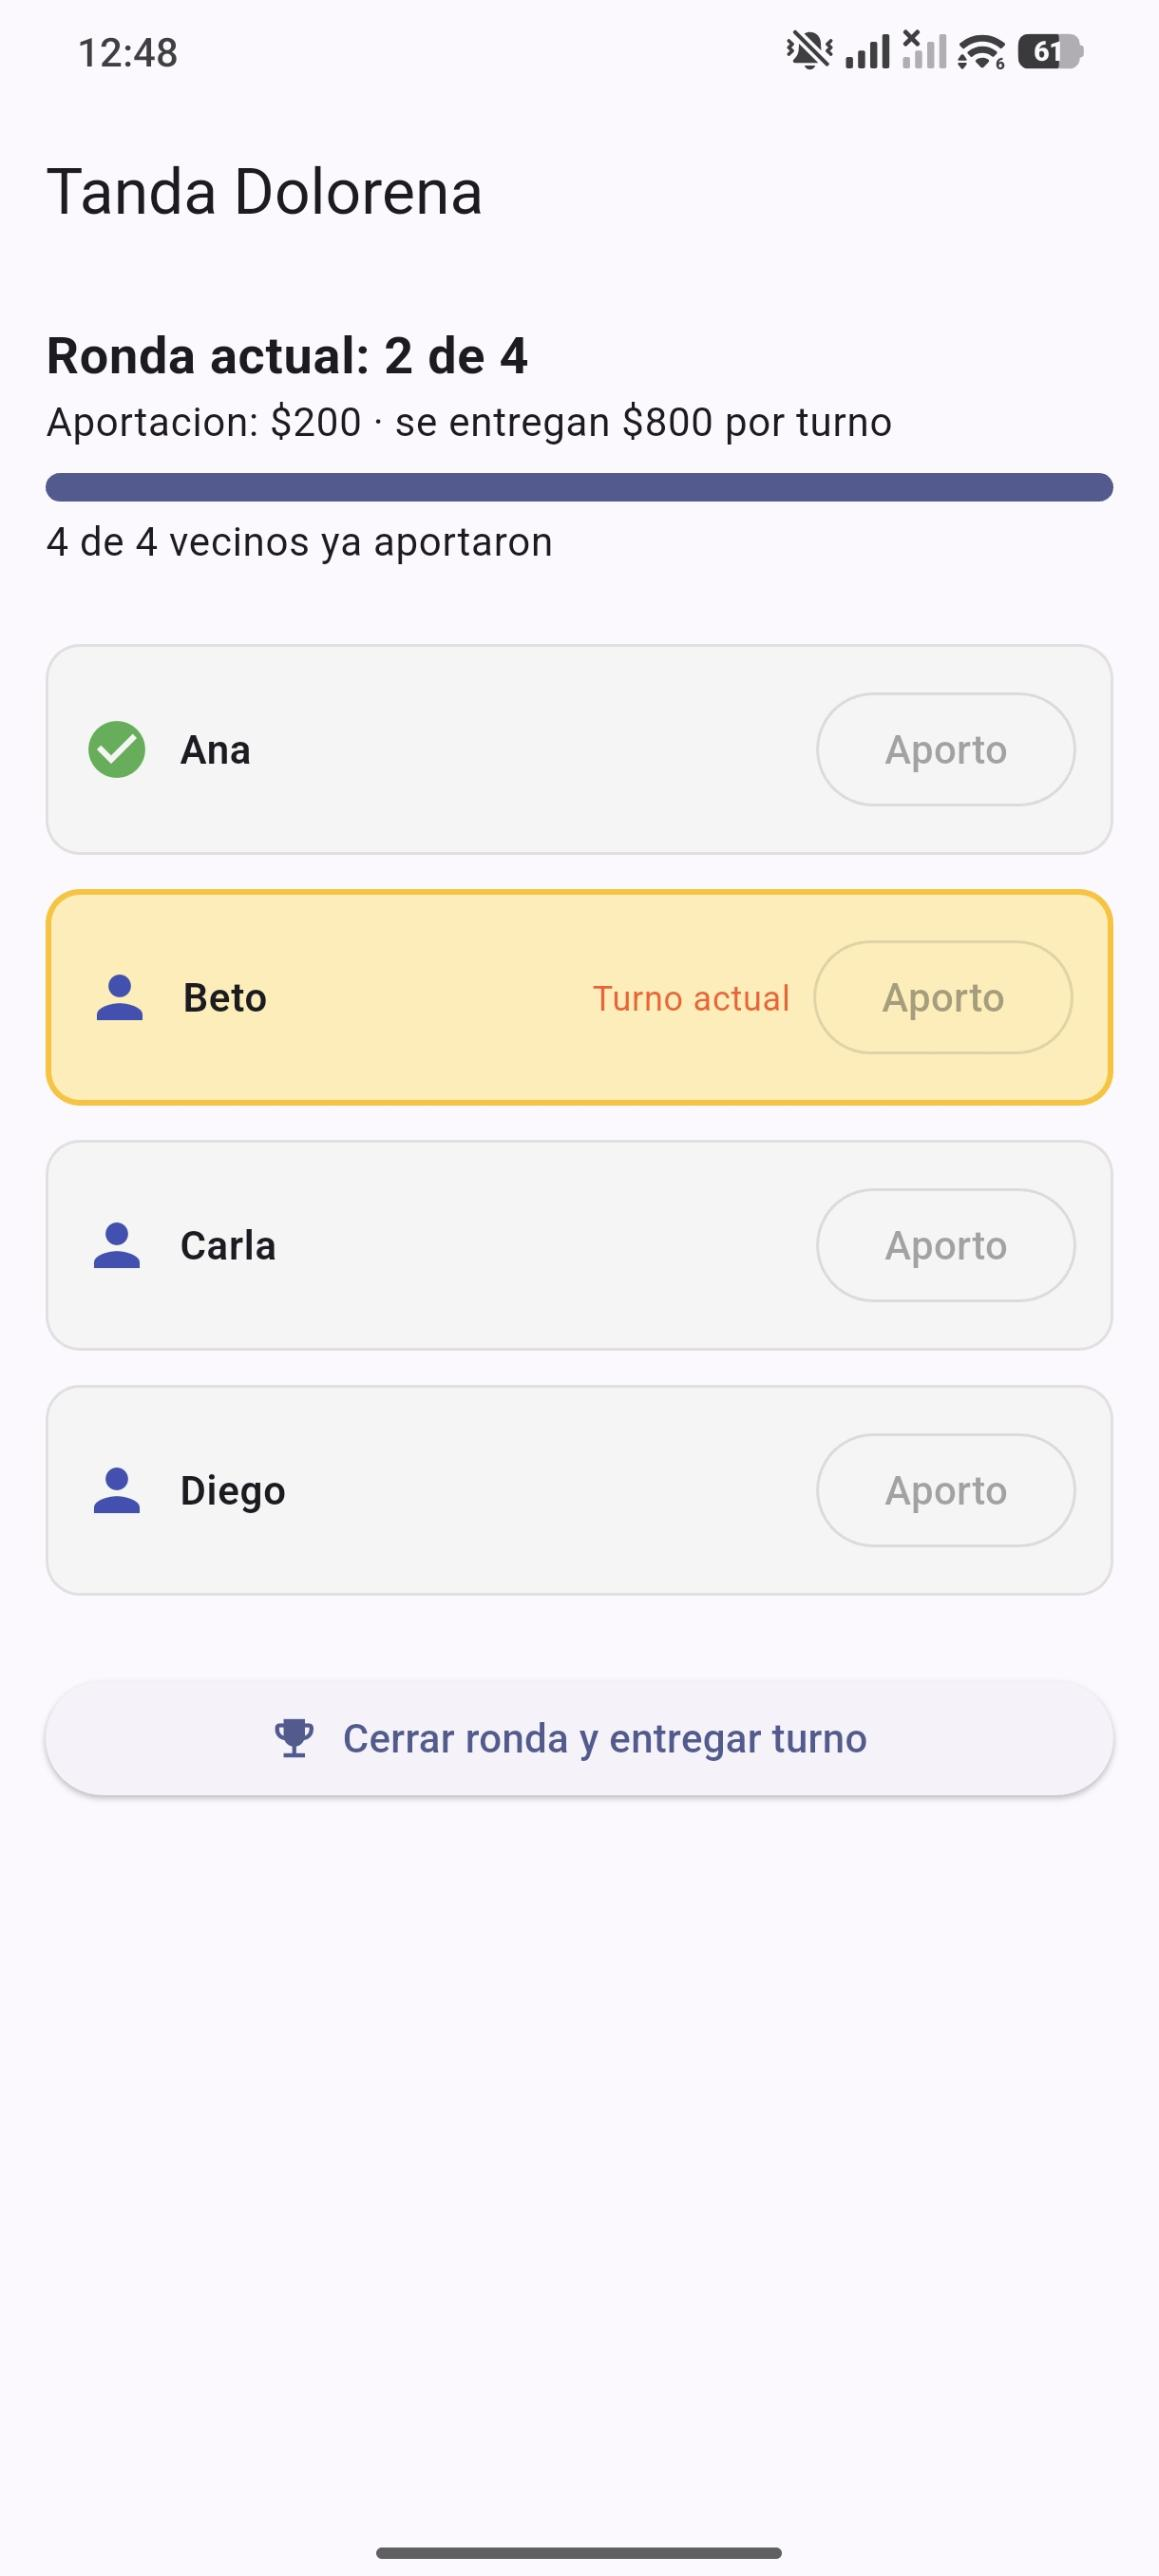 12:48
6
61
Tanda Dolorena
Ronda actual: 2 de 4
Aportacion: $200 · se entregan $800 por turno
4 de 4 vecinos ya aportaron
Ana Aporto
Beto Turno actual Aporto
Carla Aporto
Diego Aporto
Cerrar ronda y entregar turno